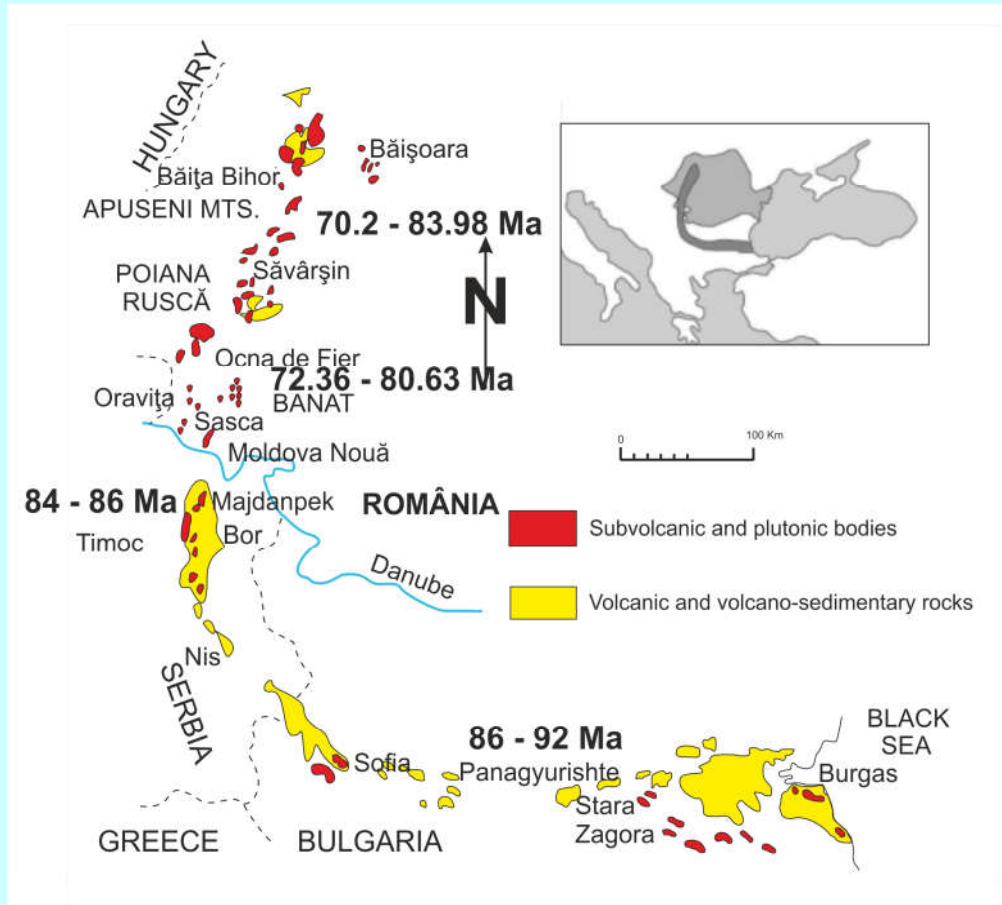 HUNGARY
Băişoara
Băiţa Bihor
APUSENI MTS.
70.2 - 83.98 Ma
POIANA
RUSCĂ
Săvârşin
N
Ocna de Fier
72.36 - 80.63 Ma
BANAT
Oraviţa
Sasca
Moldova Nouă
0
100 Km
84 - 86 Ma
Majdanpek
ROMÂNIA
Timoc
Bor
Subvolcanic and plutonic bodies
Danube
Volcanic and volcano-sedimentary rocks
Nis
SERBIA
86 - 92 Ma
BLACK
SEA
Sofia
Panagyurishte
Burgas
Stara
Zagora
GREECE
BULGARIA